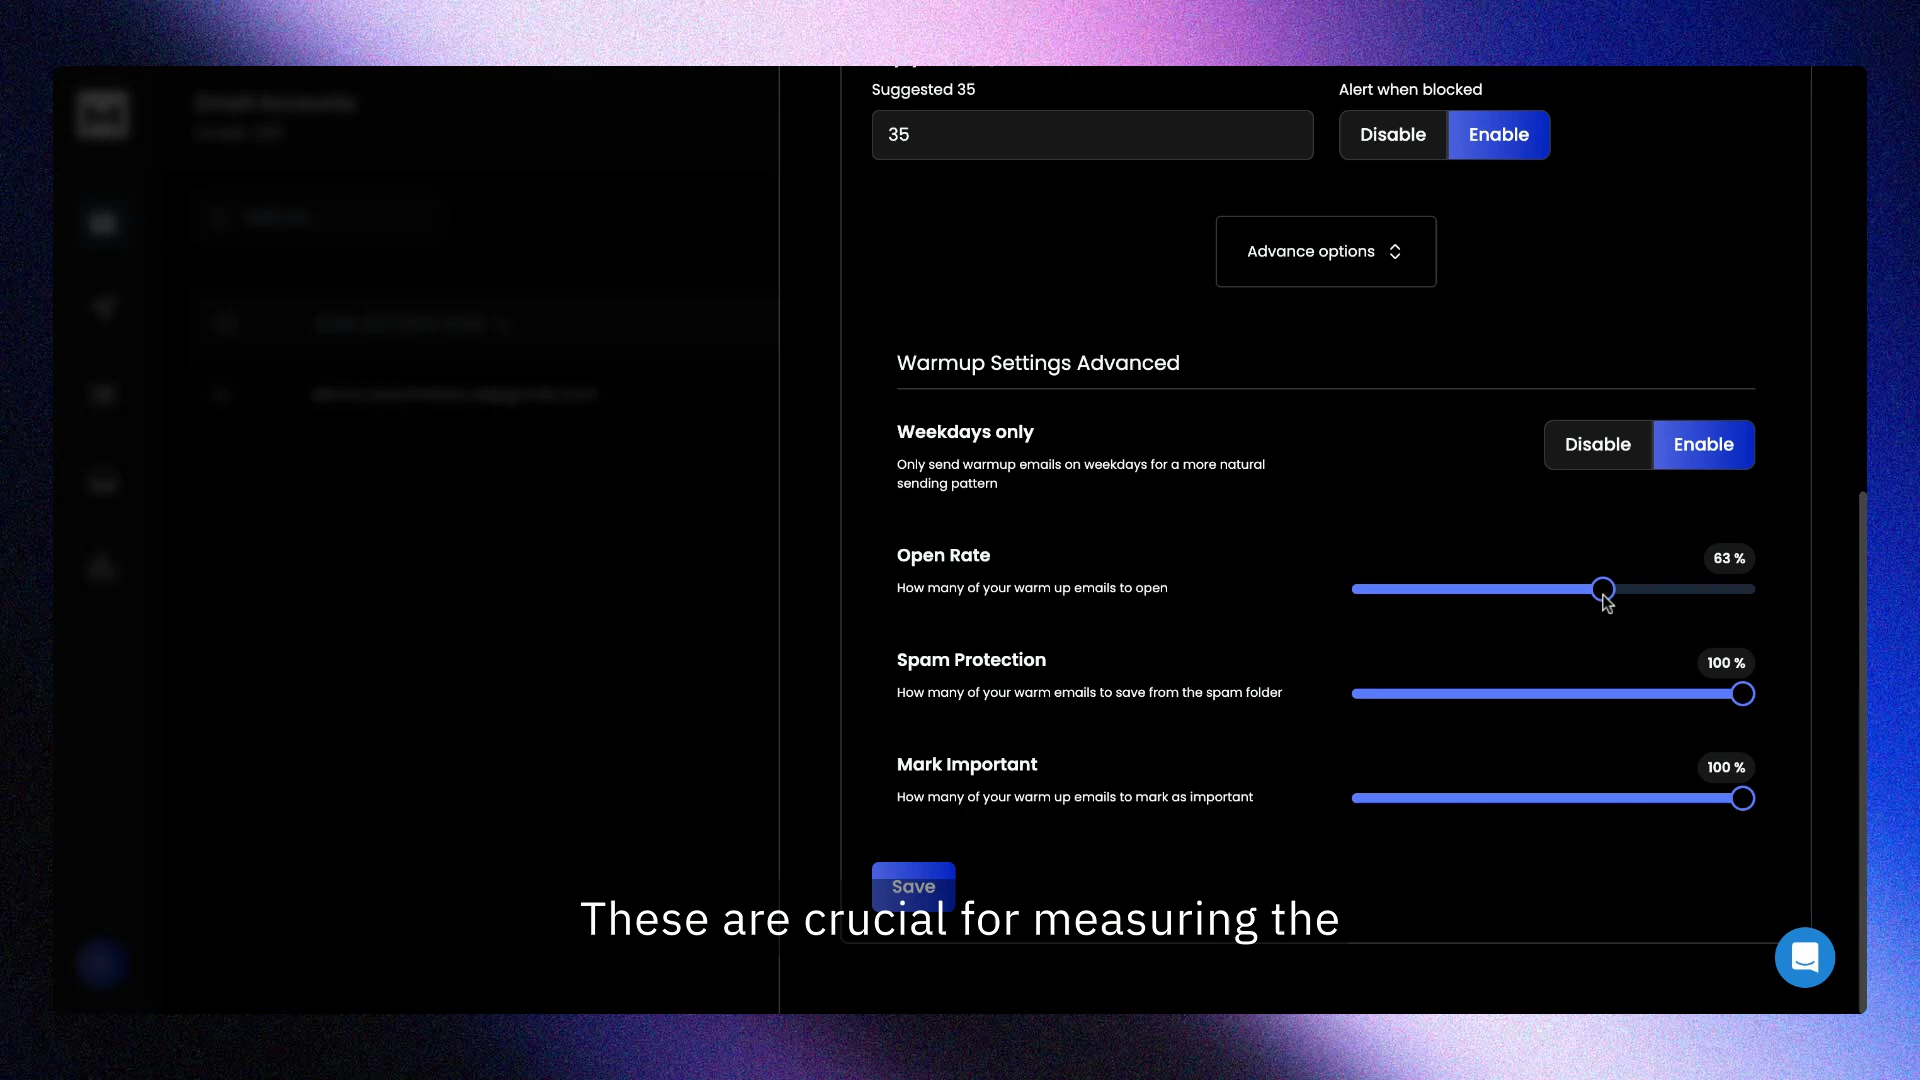 Suggested 35
Alert when blocked
35
Disable
Enable
Advance options
Warmup Settings Advanced
Weekdays only
Only send warmup emails on weekdays for a more natural
sending pattern
Disable
Enable
Open Rate
How many of your warm up emails to open
63 %
Spam Protection
How many of your warm emails to save from the spam folder
100 %
Mark Important
How many of your warm up emails to mark as important
100 %
Save
These are crucial for measuring the